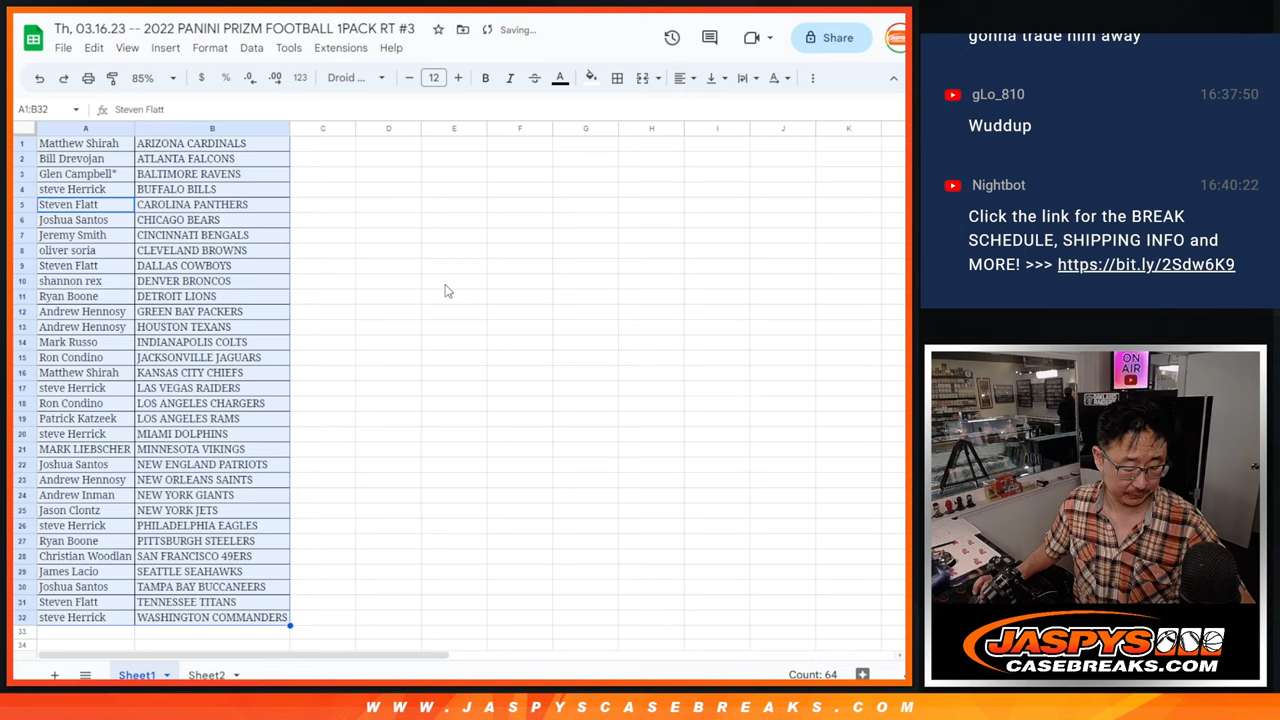 Th, 03.16.23 -- 2022 PANINI PRIZM FOOTBALL 1PACK RT #3
Saving...
File Edit View Insert Format Data Tools Extensions Help
Share
85%
$ % .0 .00 123
Droid ...
12
B I A
A1:B32
fx Steven Flatt
A B C D E F G H I J K
1 Matthew Shirah ARIZONA CARDINALS
2 Bill Drevojan ATLANTA FALCONS
3 Glen Campbell* BALTIMORE RAVENS
4 steve Herrick BUFFALO BILLS
5 Steven Flatt CAROLINA PANTHERS
6 Joshua Santos CHICAGO BEARS
7 Jeremy Smith CINCINNATI BENGALS
8 oliver soria CLEVELAND BROWNS
9 Steven Flatt DALLAS COWBOYS
10 shannon rex DENVER BRONCOS
11 Ryan Boone DETROIT LIONS
12 Andrew Hennosy GREEN BAY PACKERS
13 Andrew Hennosy HOUSTON TEXANS
14 Mark Russo INDIANAPOLIS COLTS
15 Ron Condino JACKSONVILLE JAGUARS
16 Matthew Shirah KANSAS CITY CHIEFS
17 steve Herrick LAS VEGAS RAIDERS
18 Ron Condino LOS ANGELES CHARGERS
19 Patrick Katzeek LOS ANGELES RAMS
20 steve Herrick MIAMI DOLPHINS
21 MARK LIEBSCHER MINNESOTA VIKINGS
22 Joshua Santos NEW ENGLAND PATRIOTS
23 Andrew Hennosy NEW ORLEANS SAINTS
24 Andrew Inman NEW YORK GIANTS
25 Jason Clontz NEW YORK JETS
26 steve Herrick PHILADELPHIA EAGLES
27 Ryan Boone PITTSBURGH STEELERS
28 Christian Woodlan SAN FRANCISCO 49ERS
29 James Lacio SEATTLE SEAHAWKS
30 Joshua Santos TAMPA BAY BUCCANEERS
31 Steven Flatt TENNESSEE TITANS
32 steve Herrick WASHINGTON COMMANDERS
33
34
Sheet1 Sheet2
Count: 64
gonna trade him away
gLo_810 16:37:50
Wuddup
Nightbot 16:40:22
Click the link for the BREAK
SCHEDULE, SHIPPING INFO and
MORE! >>> https://bit.ly/2Sdw6K9
ON
AIR
JASPYS
CASEBREAKS.COM
WWW.JASPYSCASEBREAKS.COM